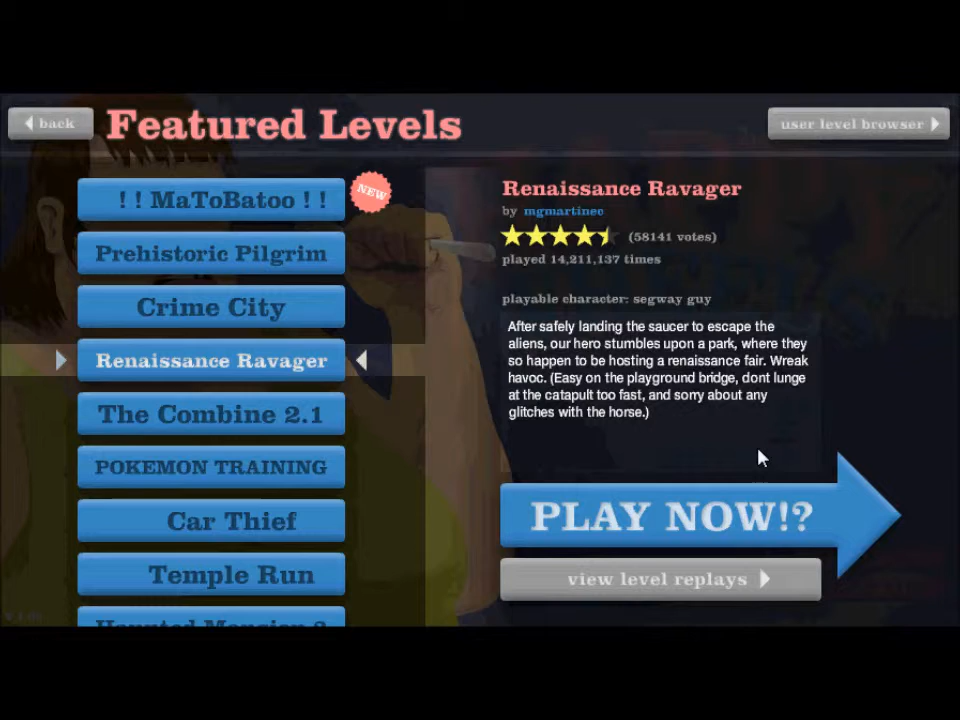 back
Featured Levels
user level browser
! ! MaToBatoo ! !
NEW
Prehistoric Pilgrim
Crime City
Renaissance Ravager
The Combine 2.1
POKEMON TRAINING
Car Thief
Temple Run
Haunted Mansion 2
Renaissance Ravager
by mgmartinec
(58141 votes)
played 14,211,137 times
playable character: segway guy
After safely landing the saucer to escape the
aliens, our hero stumbles upon a park, where they
so happen to be hosting a renaissance fair. Wreak
havoc. (Easy on the playground bridge, dont lunge
at the catapult too fast, and sorry about any
glitches with the horse.)
PLAY NOW!?
view level replays